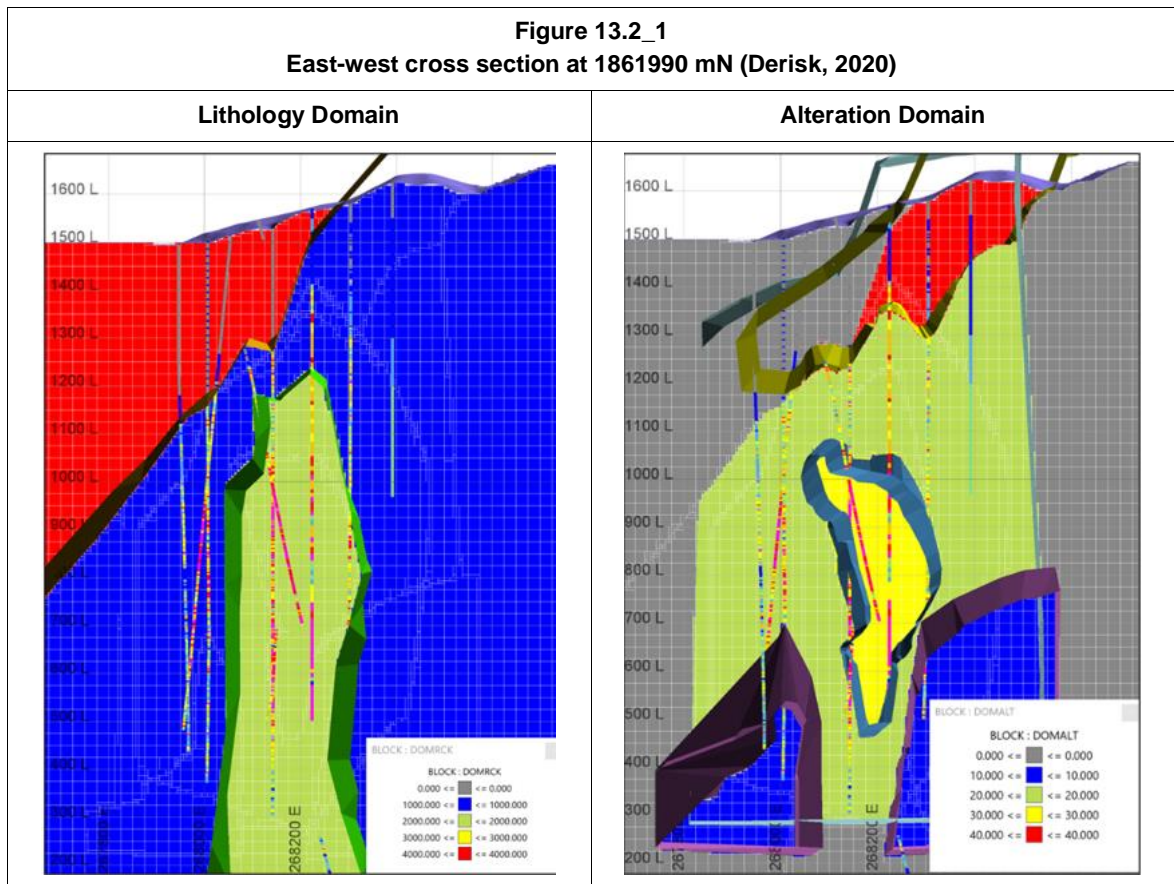 Figure 13.2_1
East-west cross section at 1861990 mN (Derisk, 2020)
Lithology Domain
Alteration Domain
1600 L
1500 L
1400 L
1300 L
1200 L
1100 L
1000 L
900 L
700 L
268200 E
BLOCK : DOMRCK
BLOCK : DOMRCK
0.000 <= <= 0.000
1000.000 <= <= 1000.000
2000.000 <= <= 2000.000
3000.000 <= <= 3000.000
4000.000 <= <= 4000.000
1600 L
1500 L
1400 L
1300 L
1200 L
1100 L
1000 L
900 L
800 L
700 L
600 L
500 L
400 L
300
200 L
268200 E
BLOCK : DOMALT
BLOCK : DOMALT
0.000 <= <= 0.000
10.000 <= <= 10.000
20.000 <= <= 20.000
30.000 <= <= 30.000
40.000 <= <= 40.000